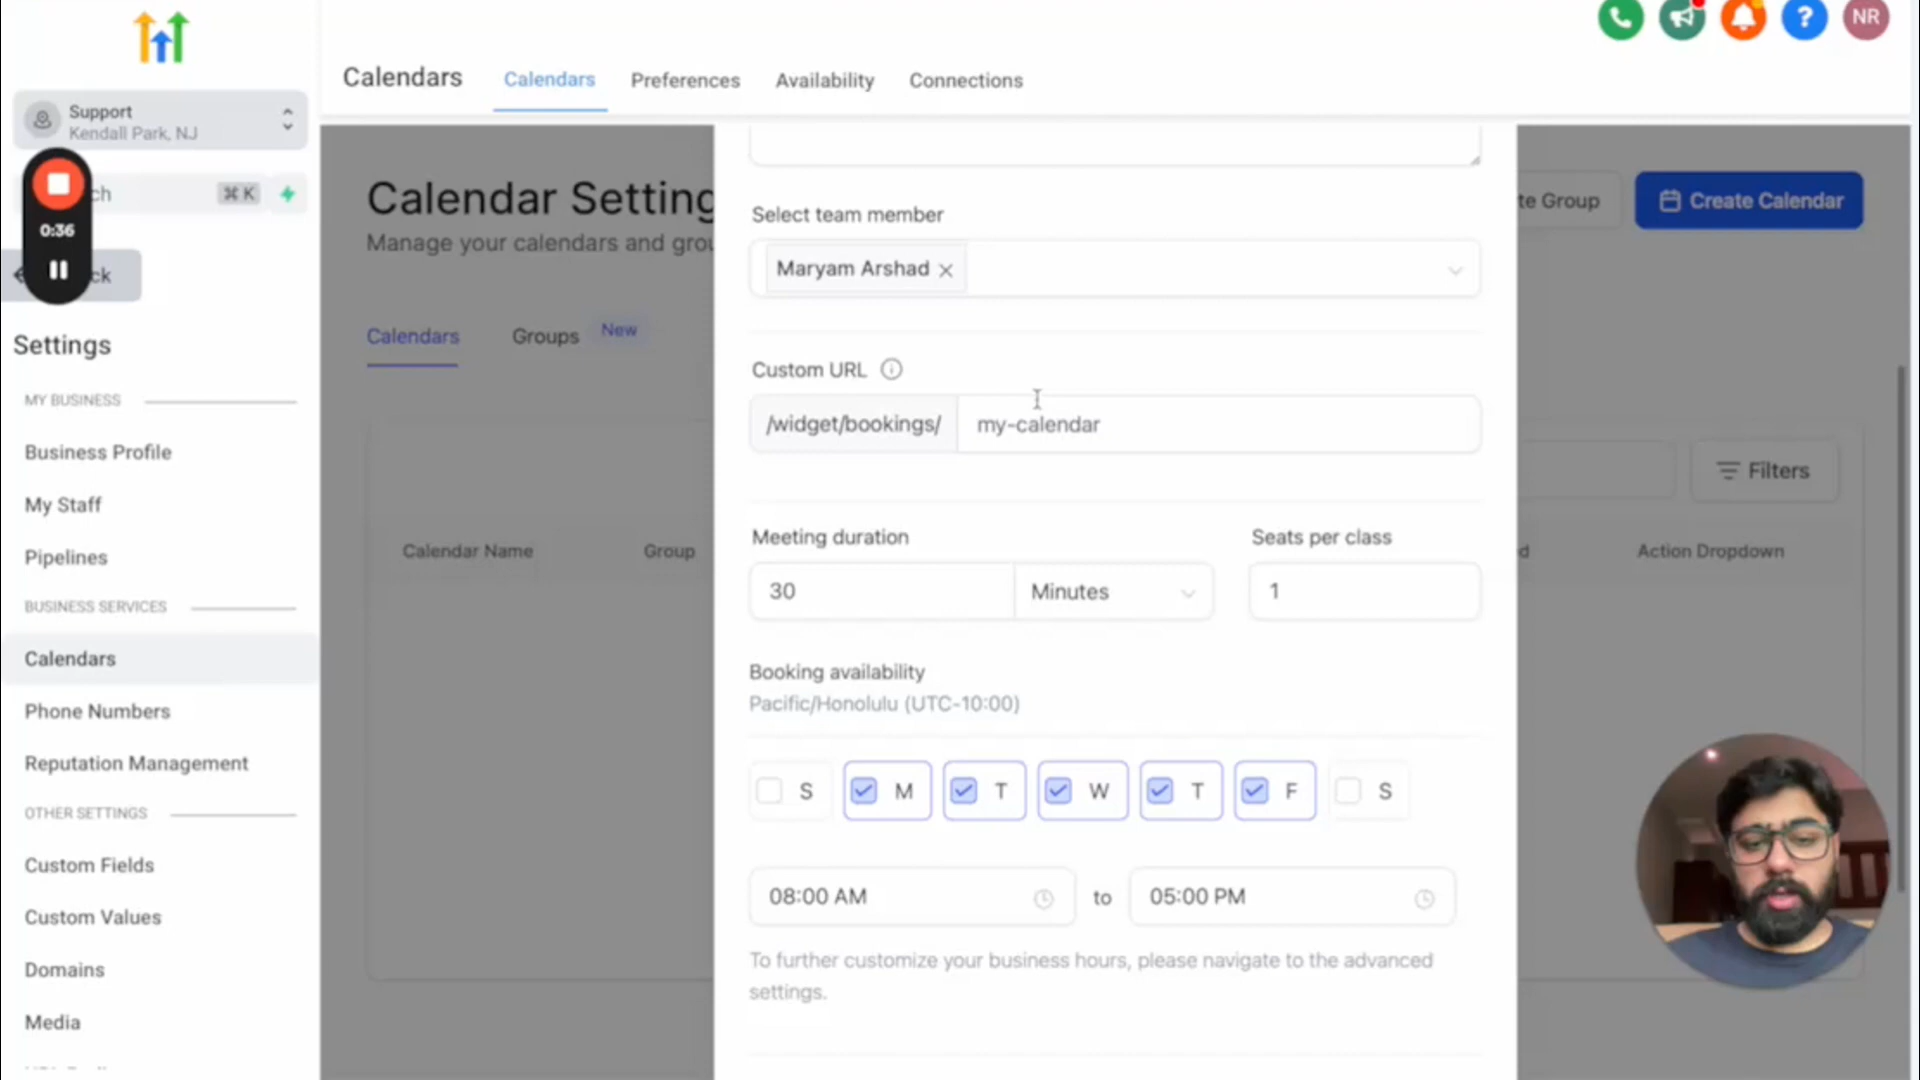 Support
Kendall Park, NJ
ch
⌘ K
0:36
ck
Settings
MY BUSINESS
Business Profile
My Staff
Pipelines
BUSINESS SERVICES
Calendars
Phone Numbers
Reputation Management
OTHER SETTINGS
Custom Fields
Custom Values
Domains
Media
Calendars
Calendars
Preferences
Availability
Connections
?
NR
Calendar Setting
Manage your calendars and grou
te Group
Create Calendar
Calendars
Groups
New
Filters
Calendar Name
Group
d
Action Dropdown
Select team member
Maryam Arshad ×
Custom URL
/widget/bookings/
my-calendar
Meeting duration
Seats per class
30
Minutes
1
Booking availability
Pacific/Honolulu (UTC-10:00)
S M T W T F S
08:00 AM to 05:00 PM
To further customize your business hours, please navigate to the advanced
settings.